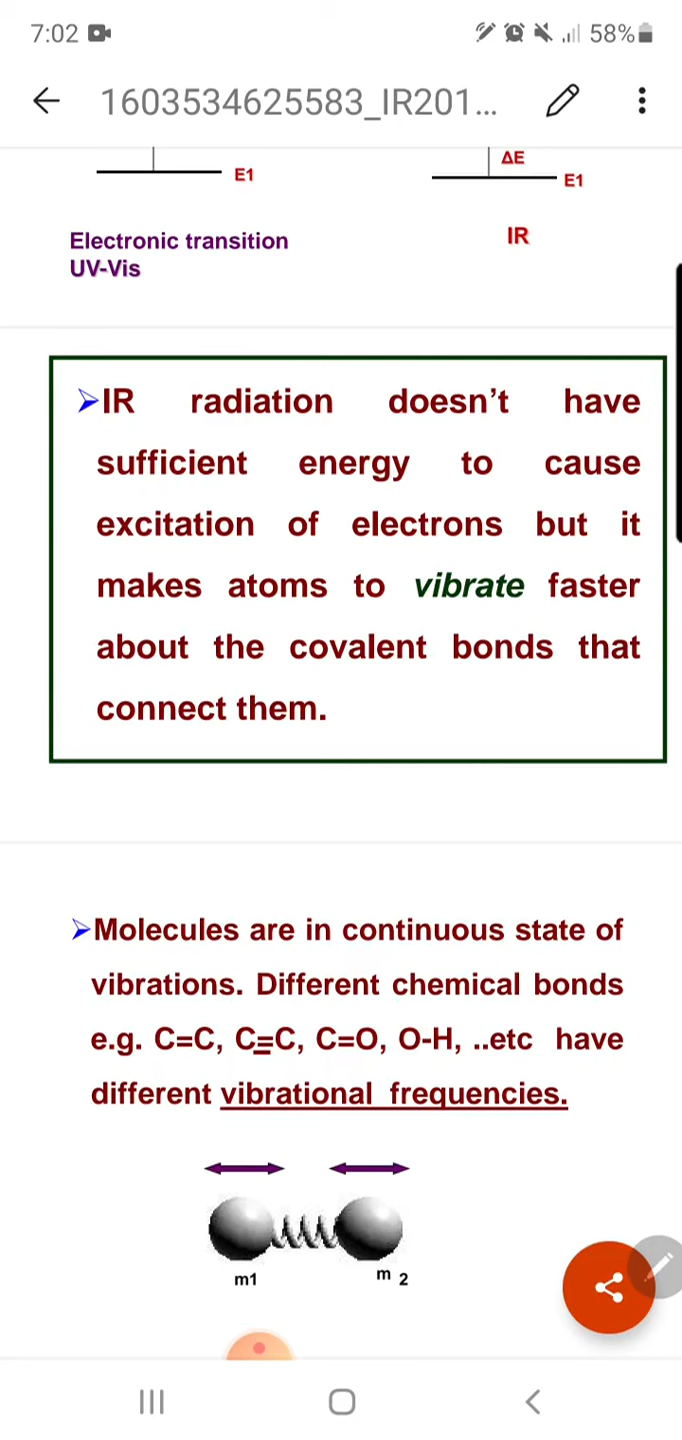 7:02 58%
1603534625583_IR201...
ΔE
E1 E1
Electronic transition IR
UV-Vis
➢IR radiation doesn’t have
sufficient energy to cause
excitation of electrons but it
makes atoms to vibrate faster
about the covalent bonds that
connect them.
➢Molecules are in continuous state of
vibrations. Different chemical bonds
e.g. C=C, C≡C, C=O, O-H, ..etc have
different vibrational frequencies.
m1 m 2